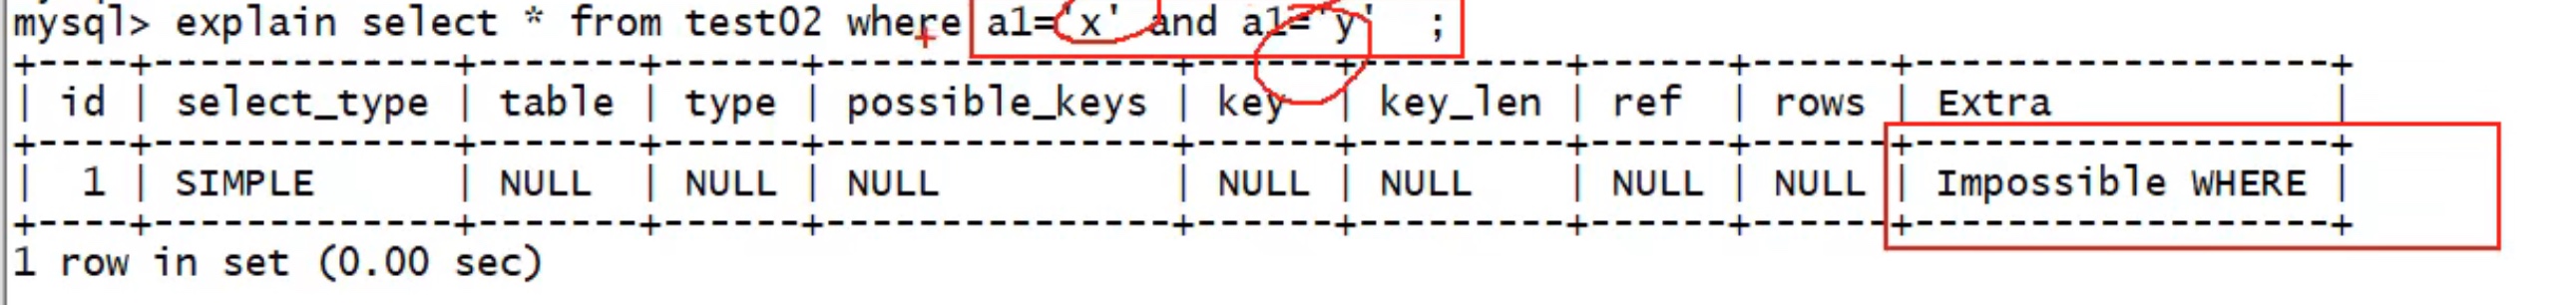 mysql> explain select * from test02 where a1='x' and a1='y'  ;
+----+-------------+-------+------+---------------+------+---------+------+------+------------------+
| id | select_type | table | type | possible_keys | key  | key_len | ref  | rows | Extra            |
+----+-------------+-------+------+---------------+------+---------+------+------+------------------+
|  1 | SIMPLE      | NULL  | NULL | NULL          | NULL | NULL    | NULL | NULL | Impossible WHERE |
+----+-------------+-------+------+---------------+------+---------+------+------+------------------+
1 row in set (0.00 sec)